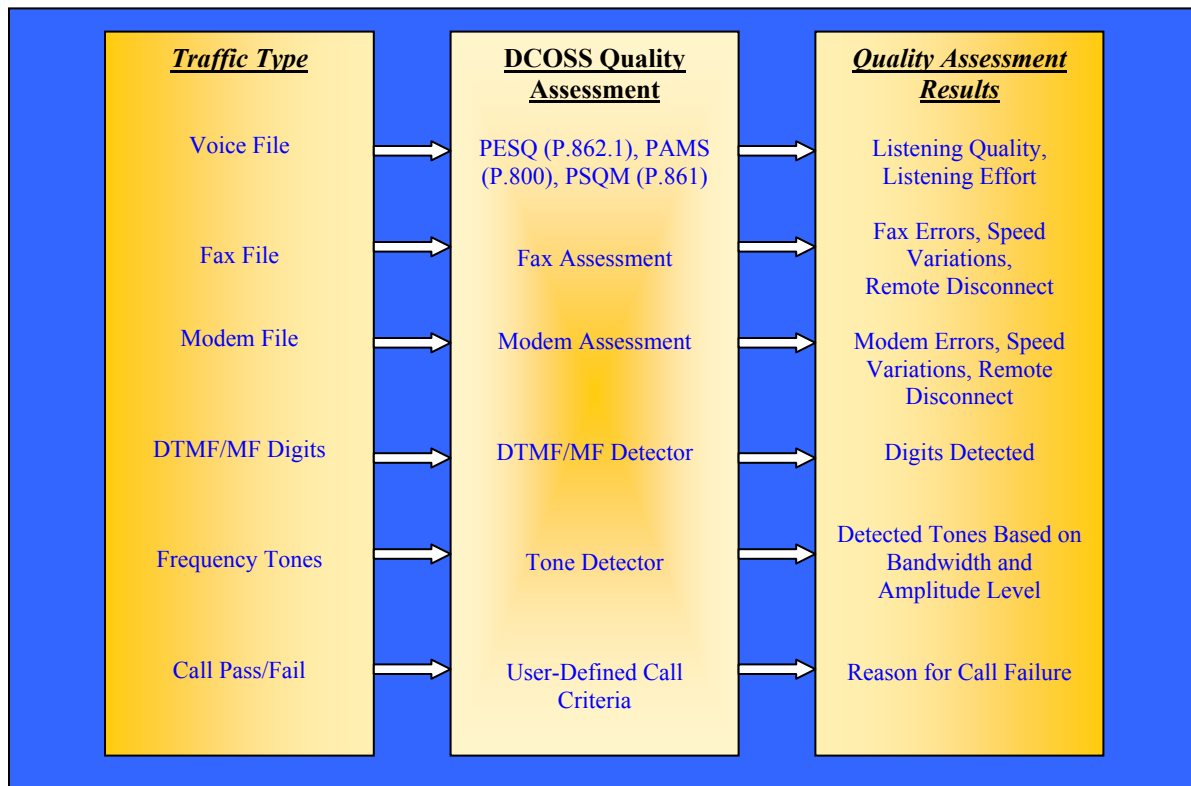 Traffic Type
Voice File
Fax File
Modem File
DTMF/MF Digits
Frequency Tones
Call Pass/Fail
DCOSS Quality
Assessment
PESQ (P.862.1), PAMS
(P.800), PSQM (P.861)
Fax Assessment
Modem Assessment
DTMF/MF Detector
Tone Detector
User-Defined Call
Criteria
Quality Assessment
Results
Listening Quality,
Listening Effort
Fax Errors, Speed
Variations,
Remote Disconnect
Modem Errors, Speed
Variations, Remote
Disconnect
Digits Detected
Detected Tones Based on
Bandwidth and
Amplitude Level
Reason for Call Failure